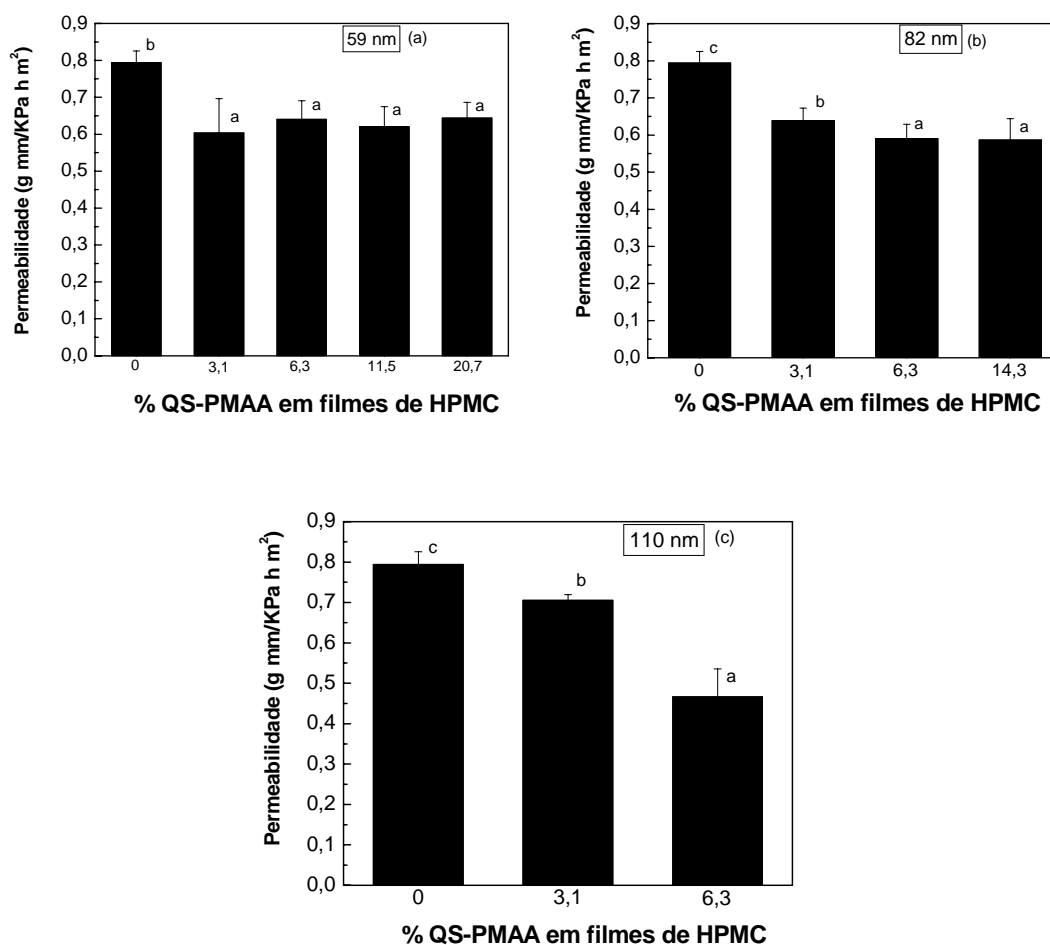 59 nm (a)
Permeabilidade (g mm/KPa h m²)
0,9
0,8
0,7
0,6
0,5
0,4
0,3
0,2
0,1
0,0
b
a
a
a
a
0 3,1 6,3 11,5 20,7
% QS-PMAA em filmes de HPMC
82 nm (b)
Permeabilidade (g mm/KPa h m²)
0,9
0,8
0,7
0,6
0,5
0,4
0,3
0,2
0,1
0,0
c
b
a
a
0 3,1 6,3 14,3
% QS-PMAA em filmes de HPMC
110 nm (c)
Permeabilidade (g mm/KPa h m²)
0,9
0,8
0,7
0,6
0,5
0,4
0,3
0,2
0,1
0,0
c
b
a
0 3,1 6,3
% QS-PMAA em filmes de HPMC